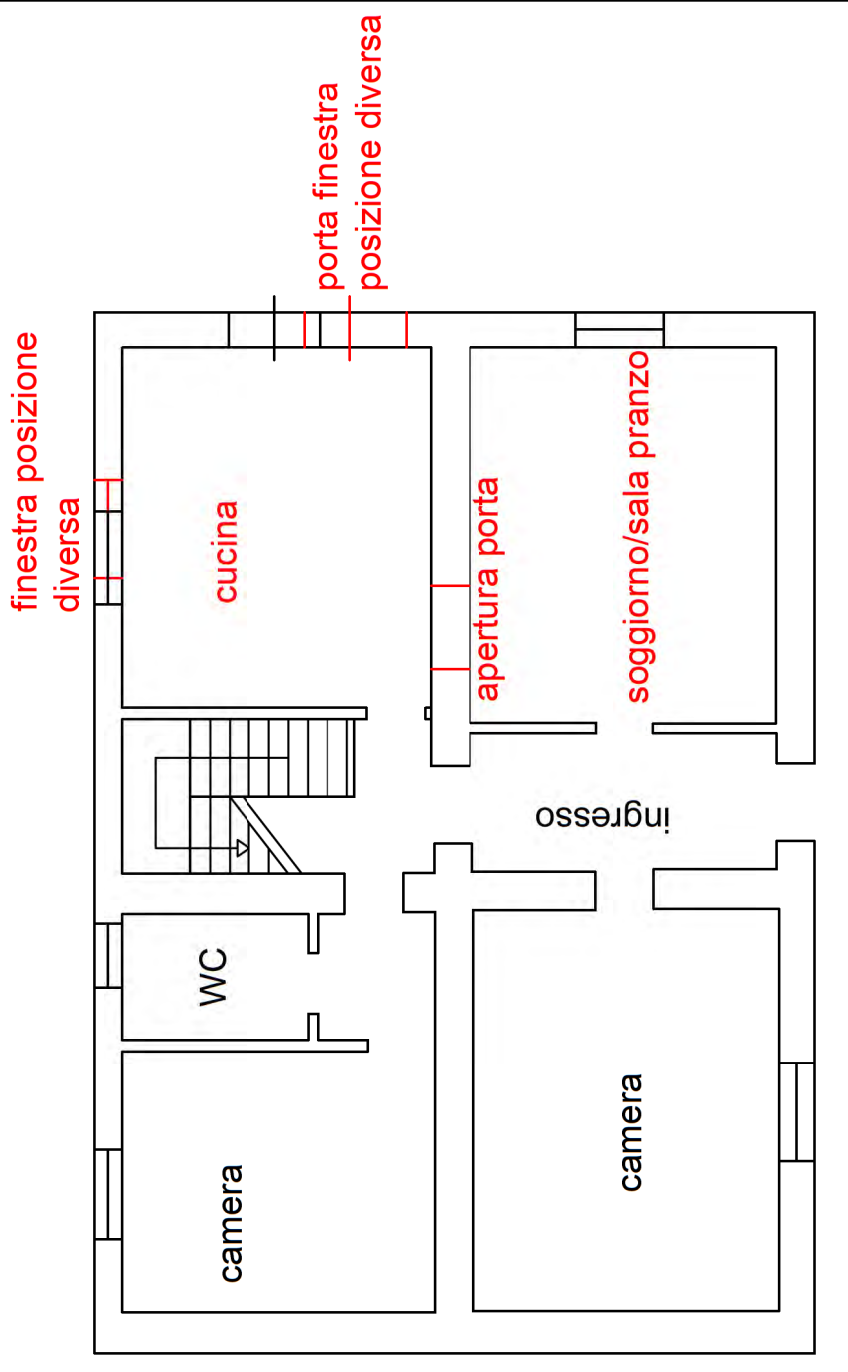 finestra posizione
diversa
porta finestra
posizione diversa
cucina
apertura porta
soggiorno/sala pranzo
ingresso
WC
camera
camera